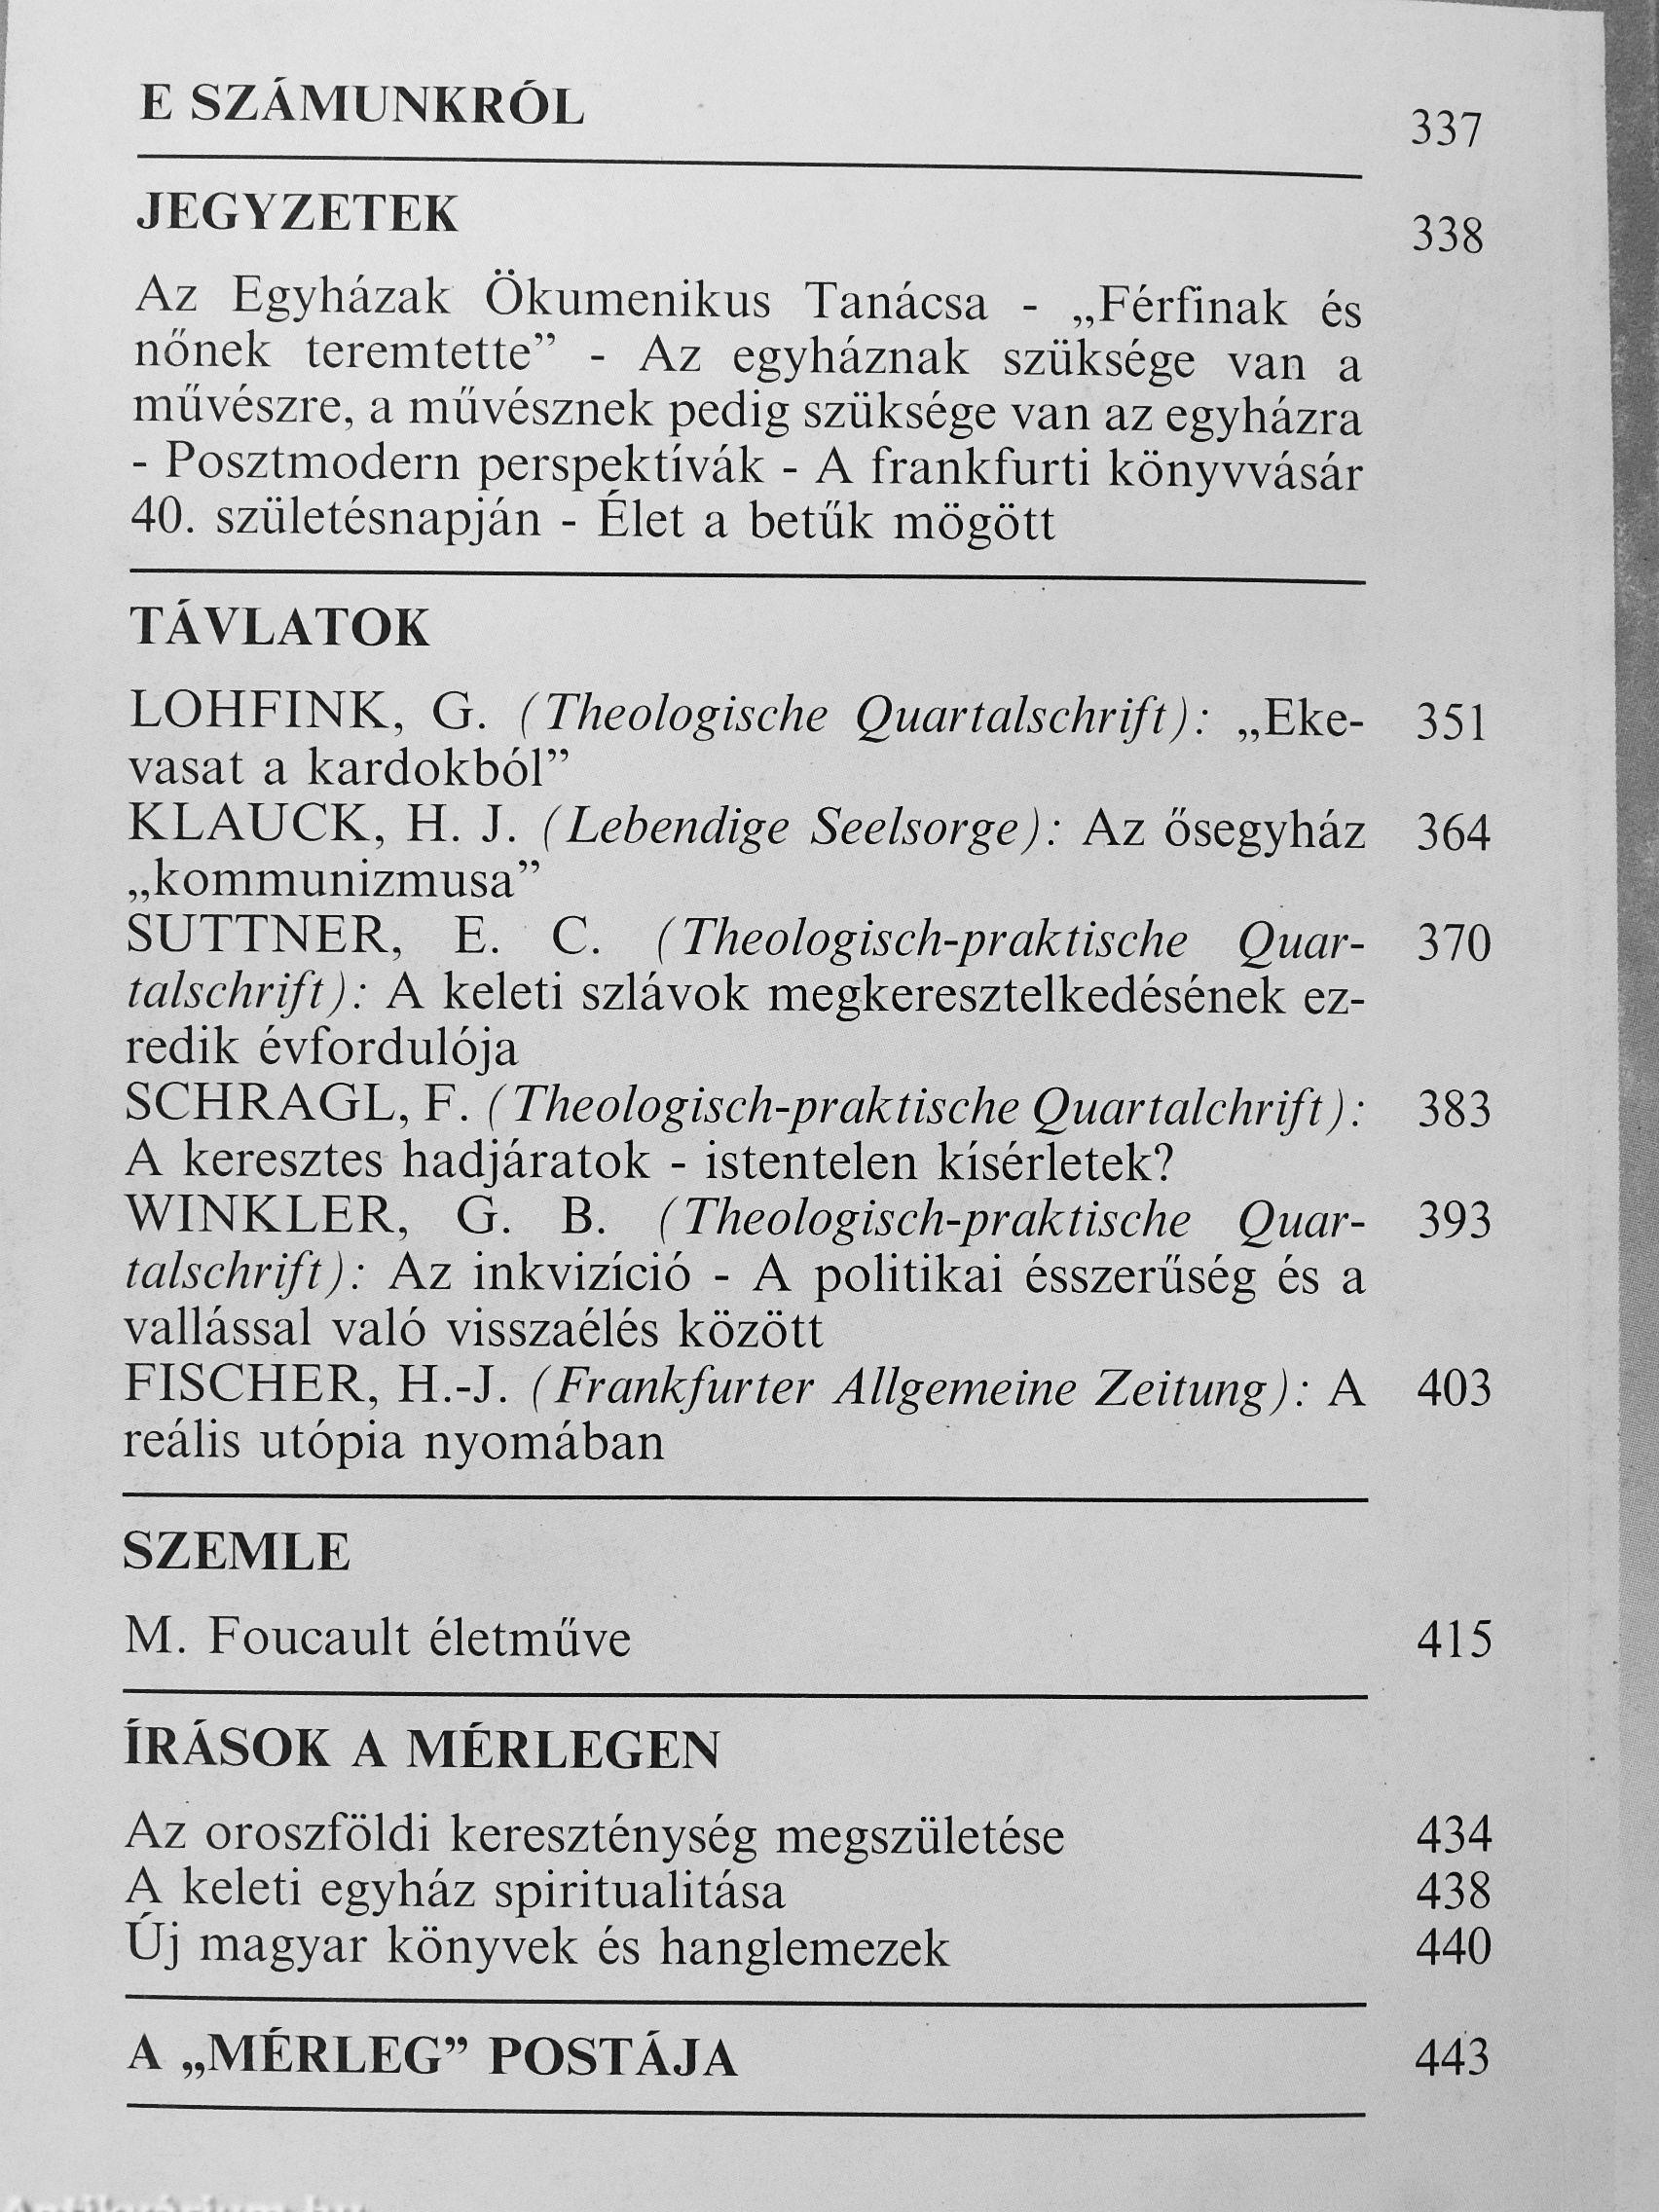 E SZÁMUNKRÓL 337
JEGYZETEK 338
Az Egyházak Ökumenikus Tanácsa - „Férfinak és
nőnek teremtette” - Az egyháznak szüksége van a
művészre, a művésznek pedig szüksége van az egyházra
- Posztmodern perspektívák - A frankfurti könyvvásár
40. születésnapján - Élet a betűk mögött
TÁVLATOK
LOHFINK, G. (Theologische Quartalschrift): „Eke- 351
vasat a kardokból”
KLAUCK, H. J. (Lebendige Seelsorge): Az ősegyház 364
„kommunizmusa”
SUTTNER, E. C. (Theologisch-praktische Quar- 370
talschrift): A keleti szlávok megkeresztelkedésének ez-
redik évfordulója
SCHRAGL, F. (Theologisch-praktische Quartalchrift): 383
A keresztes hadjáratok - istentelen kísérletek?
WINKLER, G. B. (Theologisch-praktische Quar- 393
talschrift): Az inkvizíció - A politikai ésszerűség és a
vallással való visszaélés között
FISCHER, H.-J. (Frankfurter Allgemeine Zeitung): A 403
reális utópia nyomában
SZEMLE
M. Foucault életműve 415
ÍRÁSOK A MÉRLEGEN
Az oroszföldi kereszténység megszületése 434
A keleti egyház spiritualitása 438
Új magyar könyvek és hanglemezek 440
A „MÉRLEG” POSTÁJA 443